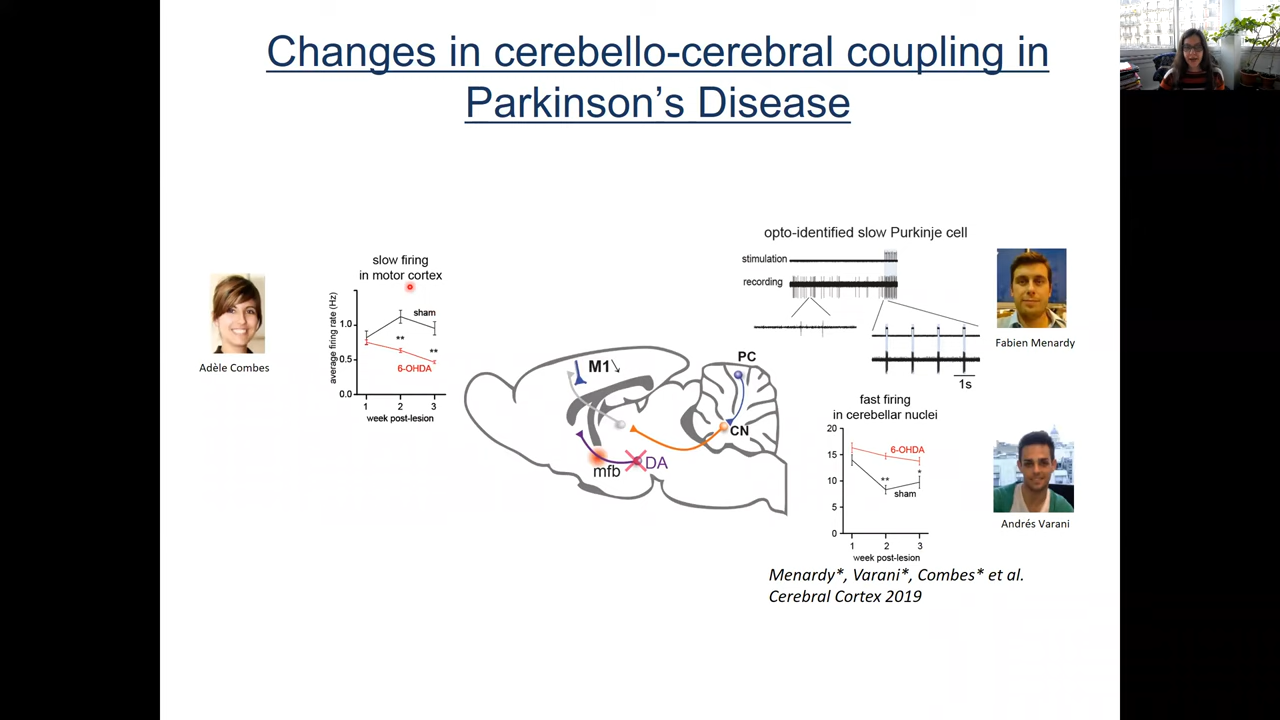 Changes in cerebello-cerebral coupling in
Parkinson's Disease
opto-identified slow Purkinje cell
stimulation
recording
1s
Fabien Menardy
slow firing
in motor cortex
average firing rate (Hz)
1.0
0.5
0.0
sham
**
**
6-OHDA
1 2 3
week post-lesion
Adèle Combes
M1↘
PC
CN
mfb
DA
fast firing
in cerebellar nuclei
20
15
10
5
0
6-OHDA
**
*
sham
1 2 3
week post-lesion
Andrés Varani
Menardy*, Varani*, Combes* et al.
Cerebral Cortex 2019